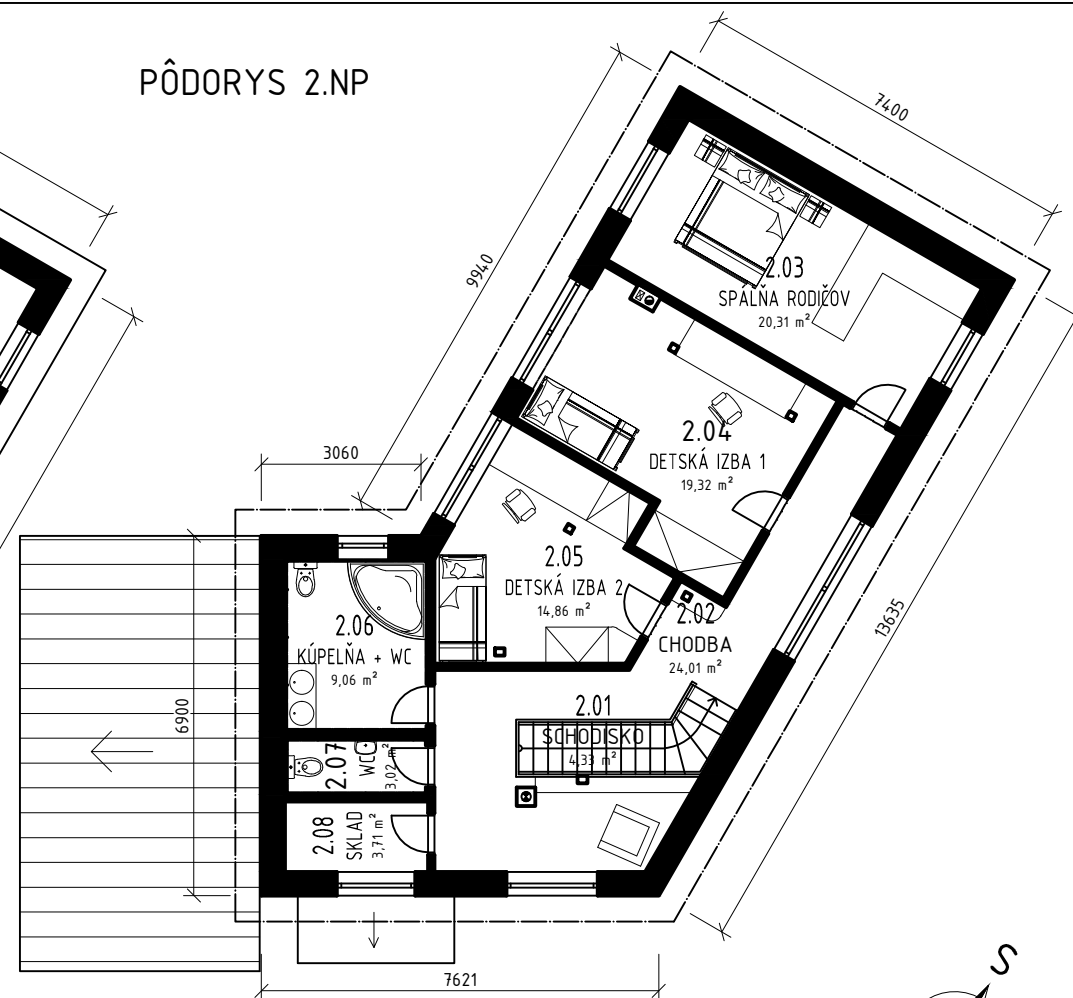 PÔDORYS 2.NP
7400
9940
2.03
SPÁLŇA RODIČOV
20,31 m²
2.04
DETSKÁ IZBA 1
19,32 m²
3060
2.05
DETSKÁ IZBA 2
14,86 m²
2.02
CHODBA
24,01 m²
13635
2.06
KÚPELŇA + WC
9,06 m²
6900
2.01
SCHODISKO
4,33 m²
2.07
WC
3,02 m²
2.08
SKLAD
3,71 m²
7621
S